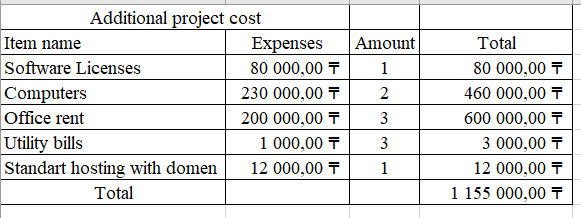 Additional project cost
Item name Expenses Amount Total
Software Licenses 80 000,00 ₸ 1 80 000,00 ₸
Computers 230 000,00 ₸ 2 460 000,00 ₸
Office rent 200 000,00 ₸ 3 600 000,00 ₸
Utility bills 1 000,00 ₸ 3 3 000,00 ₸
Standart hosting with domen 12 000,00 ₸ 1 12 000,00 ₸
Total 1 155 000,00 ₸